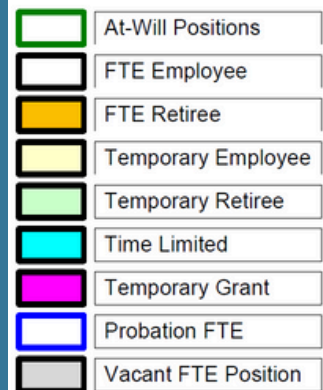 At-Will Positions
FTE Employee
FTE Retiree
Temporary Employee
Temporary Retiree
Time Limited
Temporary Grant
Probation FTE
Vacant FTE Position